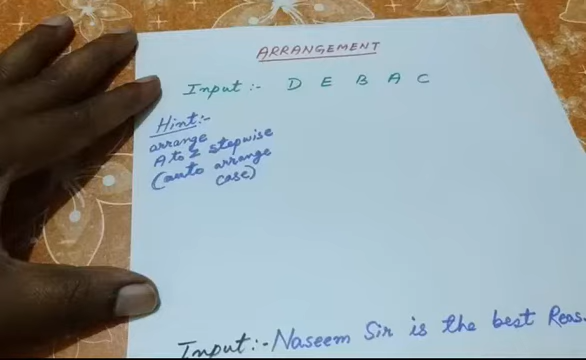 ARRANGEMENT
Input :- D E B A C
Hint:-
arrange
A to Z stepwise
(auto arrange
case)
Input:- Naseem Sir is the best